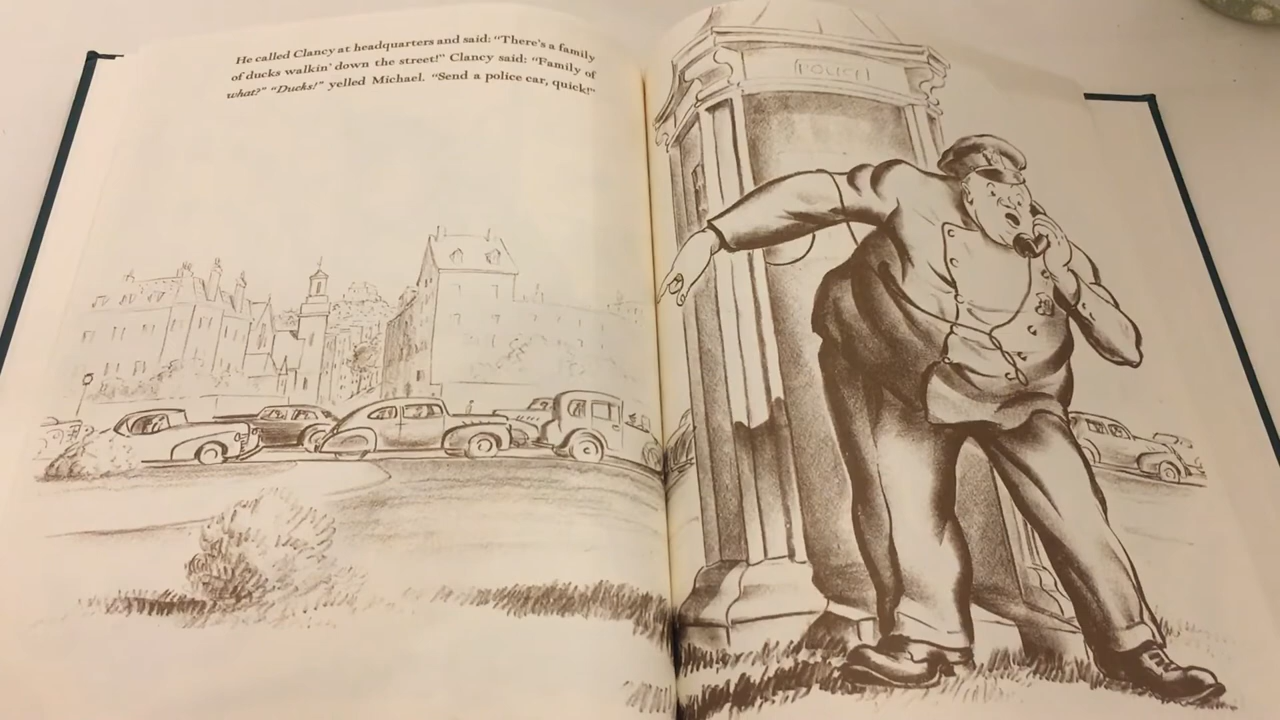 He called Clancy at headquarters and said: “There’s a family
of ducks walkin’ down the street!” Clancy said: “Family of
what?” “Ducks!” yelled Michael. “Send a police car, quick!”
POLICE